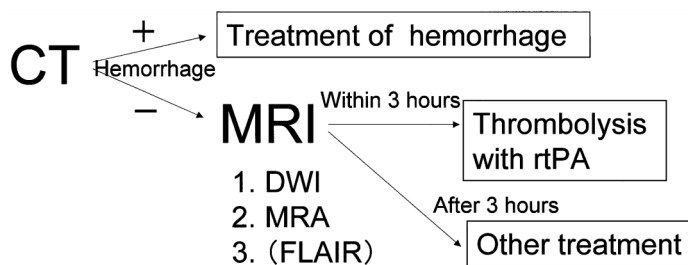 +
Treatment of hemorrhage
CT
Hemorrhage
−
MRI
Within 3 hours
Thrombolysis
with rtPA
1. DWI
2. MRA
3.（FLAIR）
After 3 hours
Other treatment